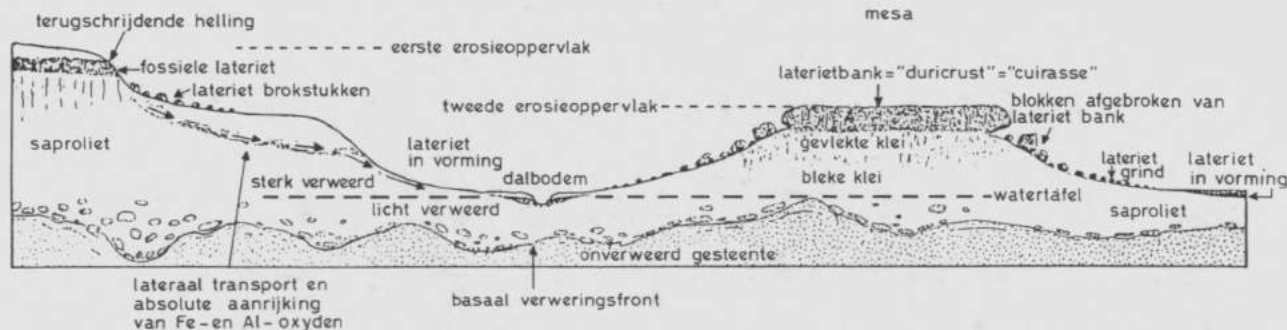 mesa
terugschrijdende helling
eerste erosieoppervlak
fossiele lateriet
lateriet brokstukken
laterietbank="duricrust"="cuirasse"
tweede erosieoppervlak
blokken afgebroken van
lateriet bank
saproliet
lateriet
in vorming
gevlekte klei
lateriet
grind
lateriet
in vorming
sterk verweerd
dalbodem
bleke klei
watertafel
licht verweerd
saproliet
onverweerd gesteente
lateraal transport en
absolute aanrijking
van Fe-en Al-oxyden
basaal verweringsfront